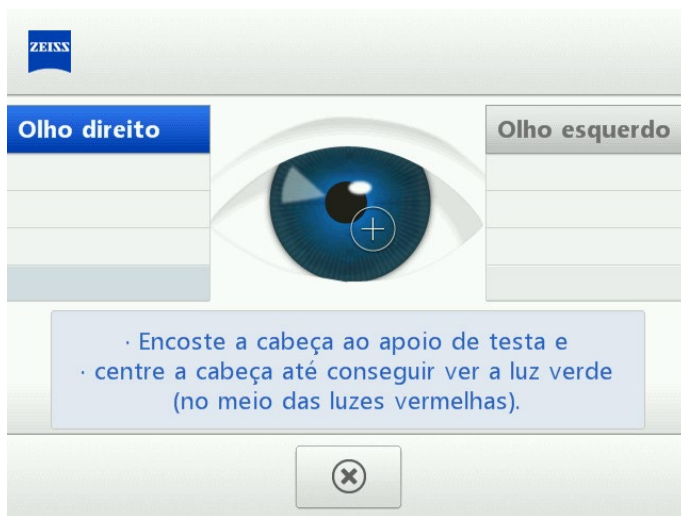 ZEISS
Olho direito
Olho esquerdo
· Encoste a cabeça ao apoio de testa e
· centre a cabeça até conseguir ver a luz verde
(no meio das luzes vermelhas).